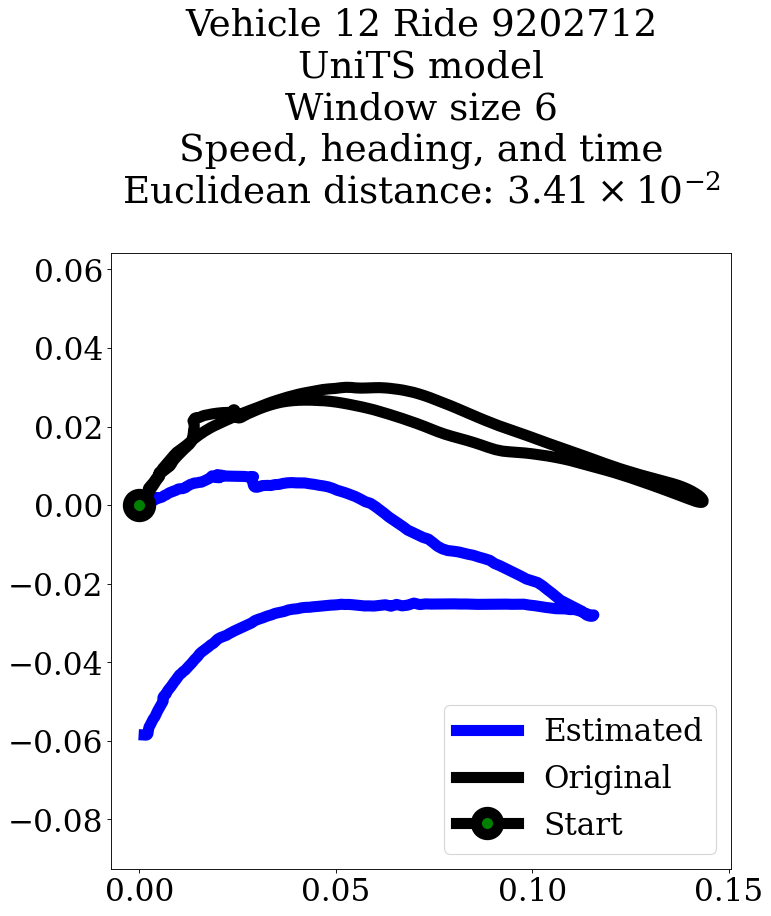 Vehicle 12 Ride 9202712
UniTS model
Window size 6
Speed, heading, and time
Euclidean distance: 3.41 × 10⁻²
0.06
0.04
0.02
0.00
−0.02
−0.04
−0.06
−0.08
Estimated
Original
Start
0.00 0.05 0.10 0.15